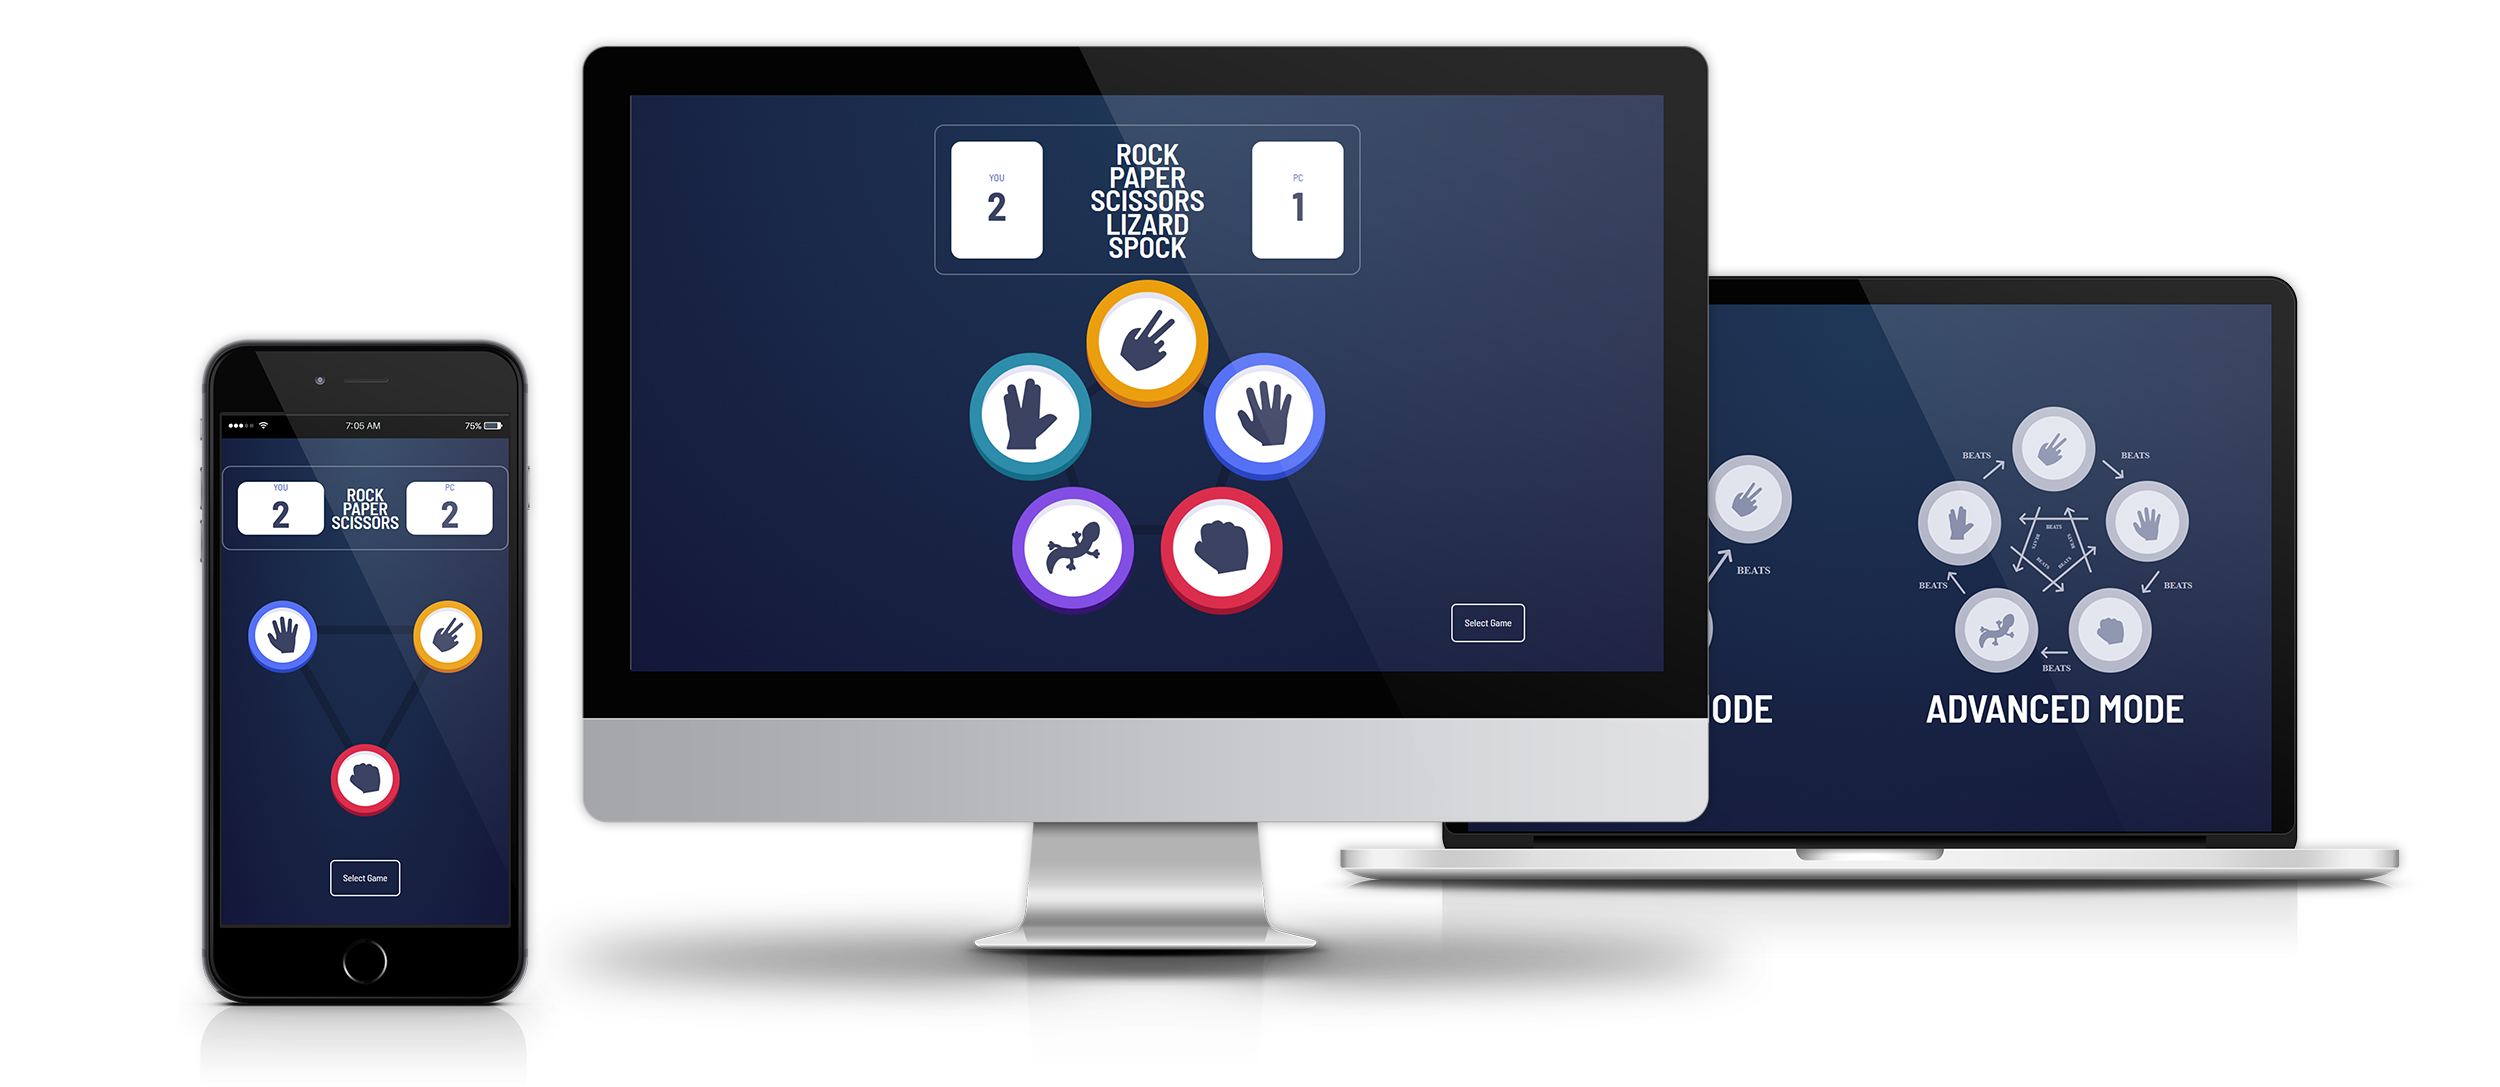 7:05 AM
75%
YOU
2
ROCK
PAPER
SCISSORS
PC
2
Select Game
YOU
2
ROCK
PAPER
SCISSORS
LIZARD
SPOCK
PC
1
Select Game
BEATS
ODE
BEATS
BEATS
BEATS
BEATS
BEATS
BEATS
BEATS
BEATS
BEATS
BEATS
ADVANCED MODE